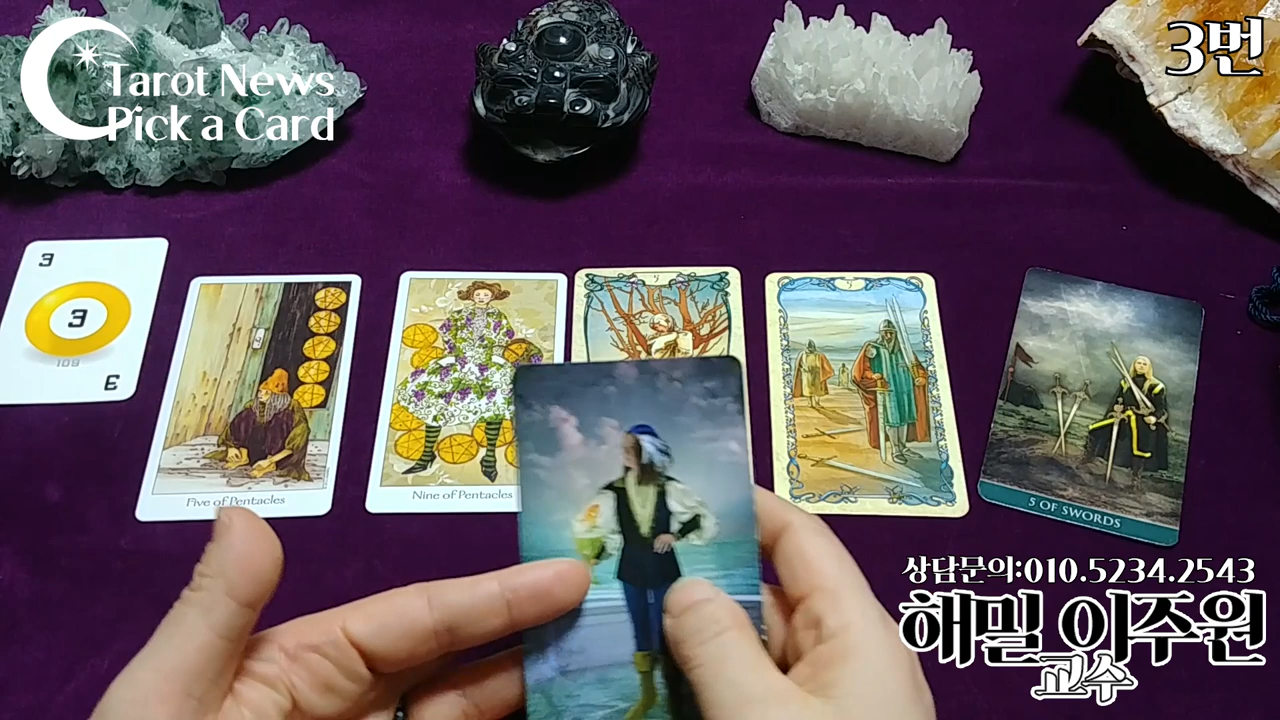 Tarot News
Pick a Card
3번
3
3
109
3
Five of Pentacles
Nine of Pentacles
5
5 OF SWORDS
상담문의:010.5234.2543
해밀 이주원
교수